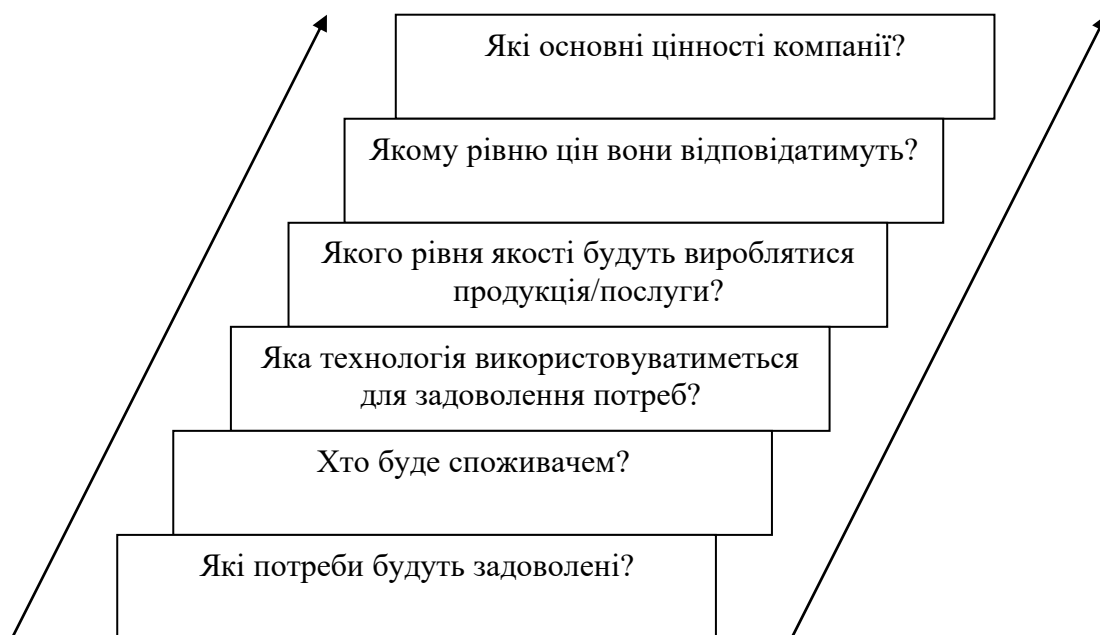 Які основні цінності компанії?
Якому рівню цін вони відповідатимуть?
Якого рівня якості будуть вироблятися
продукція/послуги?
Яка технологія використовуватиметься
для задоволення потреб?
Хто буде споживачем?
Які потреби будуть задоволені?